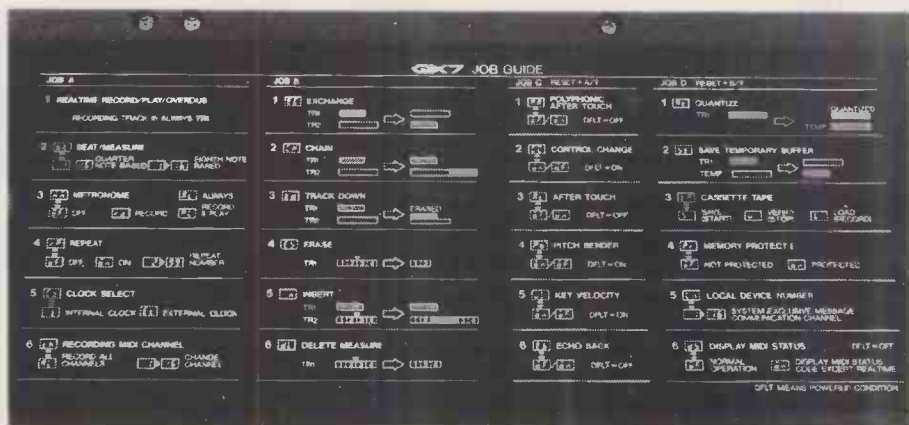 QX7 JOB GUIDE
JOB A
1 REALTIME RECORD/PLAY/OVERDUB
RECORDING TRACK IS ALWAYS TR1
2 BEAT/MEASURE
QUARTER NOTE BASED
EIGHTH NOTE BASED
3 METRONOME
ALWAYS
OFF
RECORD
RECORD & PLAY
4 REPEAT
OFF
ON
REPEAT NUMBER
5 CLOCK SELECT
INTERNAL CLOCK
EXTERNAL CLOCK
6 RECORDING MIDI CHANNEL
RECORD ALL CHANNELS
CHANGE CHANNEL
JOB B
1 EXCHANGE
TR1
TR2
2 CHAIN
TR1
TR2
3 TRACK DOWN
TR1
ERASED
TR2
4 ERASE
TR1
5 INSERT
TR1
TR2
6 DELETE MEASURE
TR1
JOB C RESET+A/Y
1 POLYPHONIC AFTER TOUCH
DFLT=OFF
2 CONTROL CHANGE
DFLT=ON
3 AFTER TOUCH
DFLT=OFF
4 PITCH BENDER
DFLT=ON
5 KEY VELOCITY
DFLT=ON
6 ECHO BACK
DFLT=OFF
JOB D RESET+B/Y
1 QUANTIZE
TR1
QUANTIZED
TEMP
2 SAVE TEMPORARY BUFFER
TR1
TEMP
3 CASSETTE TAPE
SAVE (START)
VERIFY (STOP)
LOAD (RECORD)
4 MEMORY PROTECT
NOT PROTECTED
PROTECTED
5 LOCAL DEVICE NUMBER
SYSTEM EXCLUSIVE MESSAGE COMMUNICATION CHANNEL
6 DISPLAY MIDI STATUS DFLT=OFF
NORMAL OPERATION
DISPLAY MIDI STATUS CODE EXCEPT REALTIME
DFLT MEANS POWERUP CONDITION